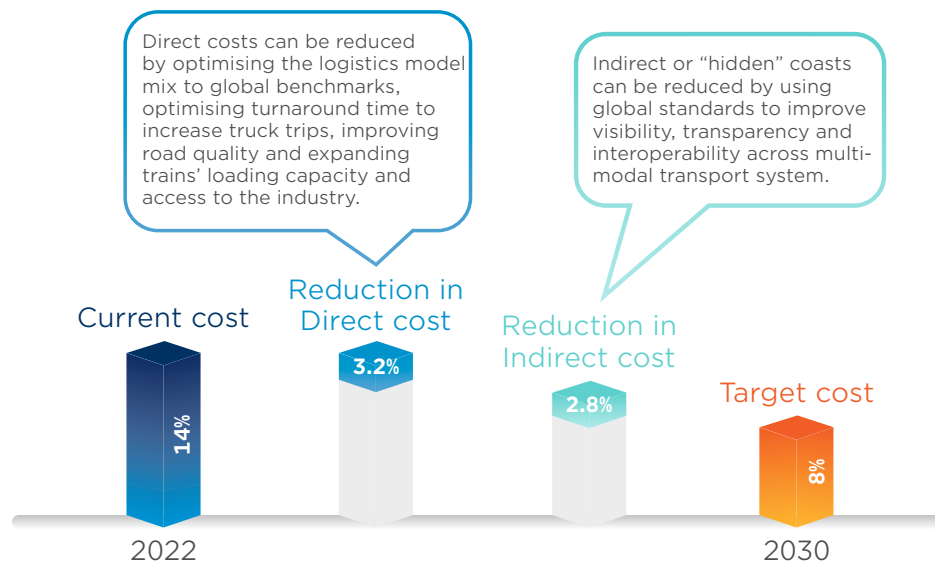 Direct costs can be reduced
by optimising the logistics model
mix to global benchmarks,
optimising turnaround time to
increase truck trips, improving
road quality and expanding
trains’ loading capacity and
access to the industry.
Indirect or “hidden” coasts
can be reduced by using
global standards to improve
visibility, transparency and
interoperability across multi-
modal transport system.
Current cost
14%
2022
Reduction in
Direct cost
3.2%
Reduction in
Indirect cost
2.8%
Target cost
8%
2030